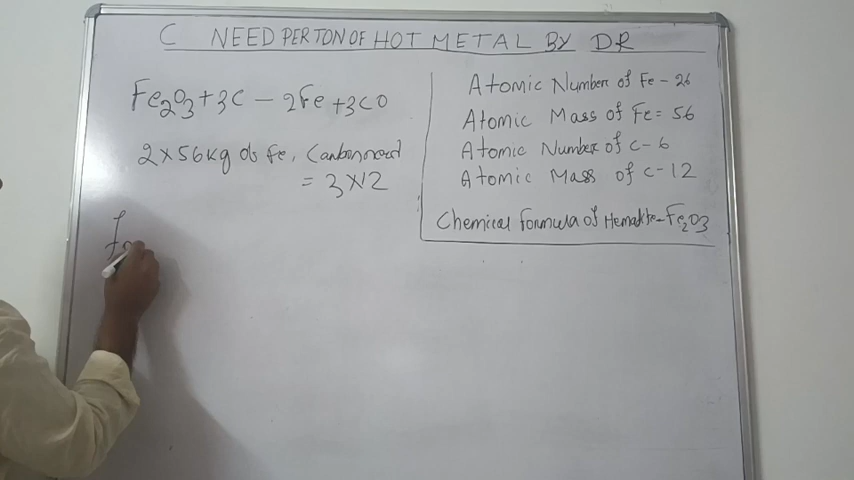 C NEED PER TON OF HOT METAL BY DR
Fe2O3 + 3C - 2Fe + 3CO
2 × 56 kg of Fe, Carbon need
= 3 × 12
Atomic Number of Fe - 26
Atomic Mass of Fe = 56
Atomic Number of C - 6
Atomic Mass of C - 12
Chemical formula of Hematite - Fe2O3